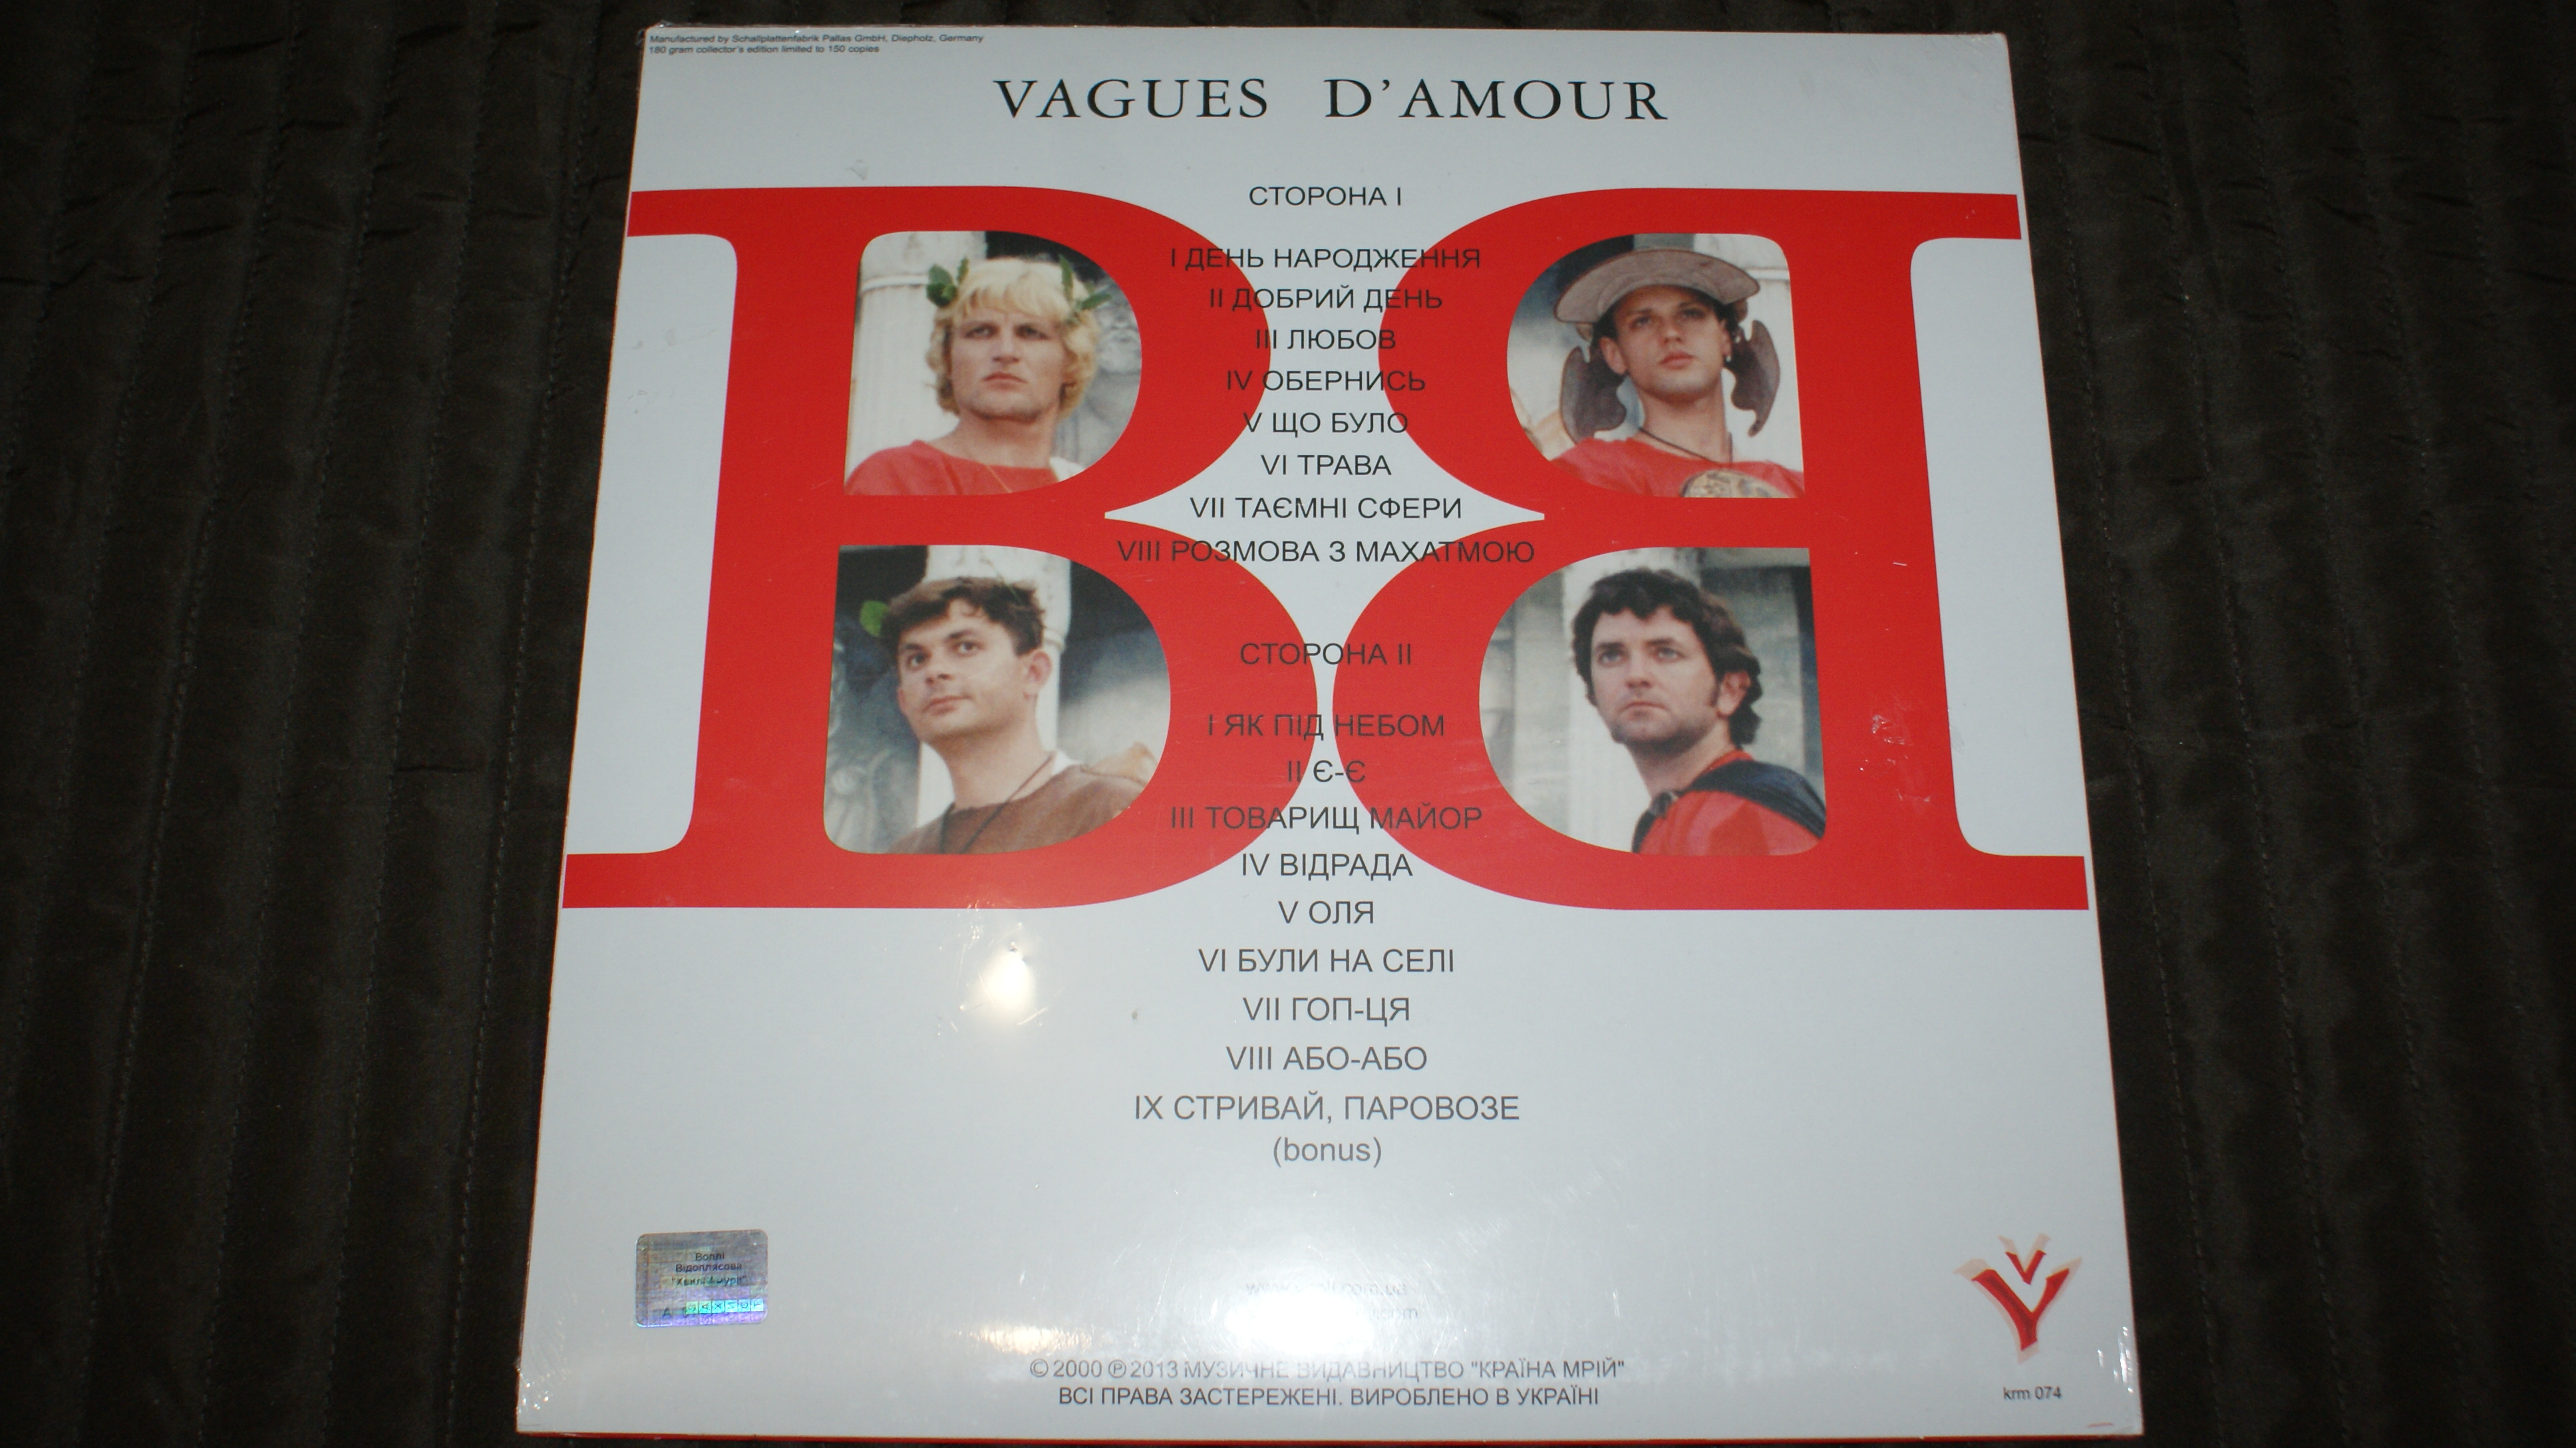 Manufactured by Schallplattenfabrik Pallas GmbH, Diepholz, Germany
180 gram collector's edition limited to 150 copies
VAGUES D'AMOUR
СТОРОНА I
I ДЕНЬ НАРОДЖЕННЯ
II ДОБРИЙ ДЕНЬ
III ЛЮБОВ
IV ОБЕРНИСЬ
V ЩО БУЛО
VI ТРАВА
VII ТАЄМНІ СФЕРИ
VIII РОЗМОВА З МАХАТМОЮ
СТОРОНА II
I ЯК ПІД НЕБОМ
II Є-Є
III ТОВАРИЩ МАЙОР
IV ВІДРАДА
V ОЛЯ
VI БУЛИ НА СЕЛІ
VII ГОП-ЦЯ
VIII АБО-АБО
IX СТРИВАЙ, ПАРОВОЗЕ
(bonus)
Воплі
Відоплясова
"Хвилі Амура"
© 2000 ℗ 2013 МУЗИЧНЕ ВИДАВНИЦТВО "КРАЇНА МРІЙ"
ВСІ ПРАВА ЗАСТЕРЕЖЕНІ. ВИРОБЛЕНО В УКРАЇНІ
krm 074